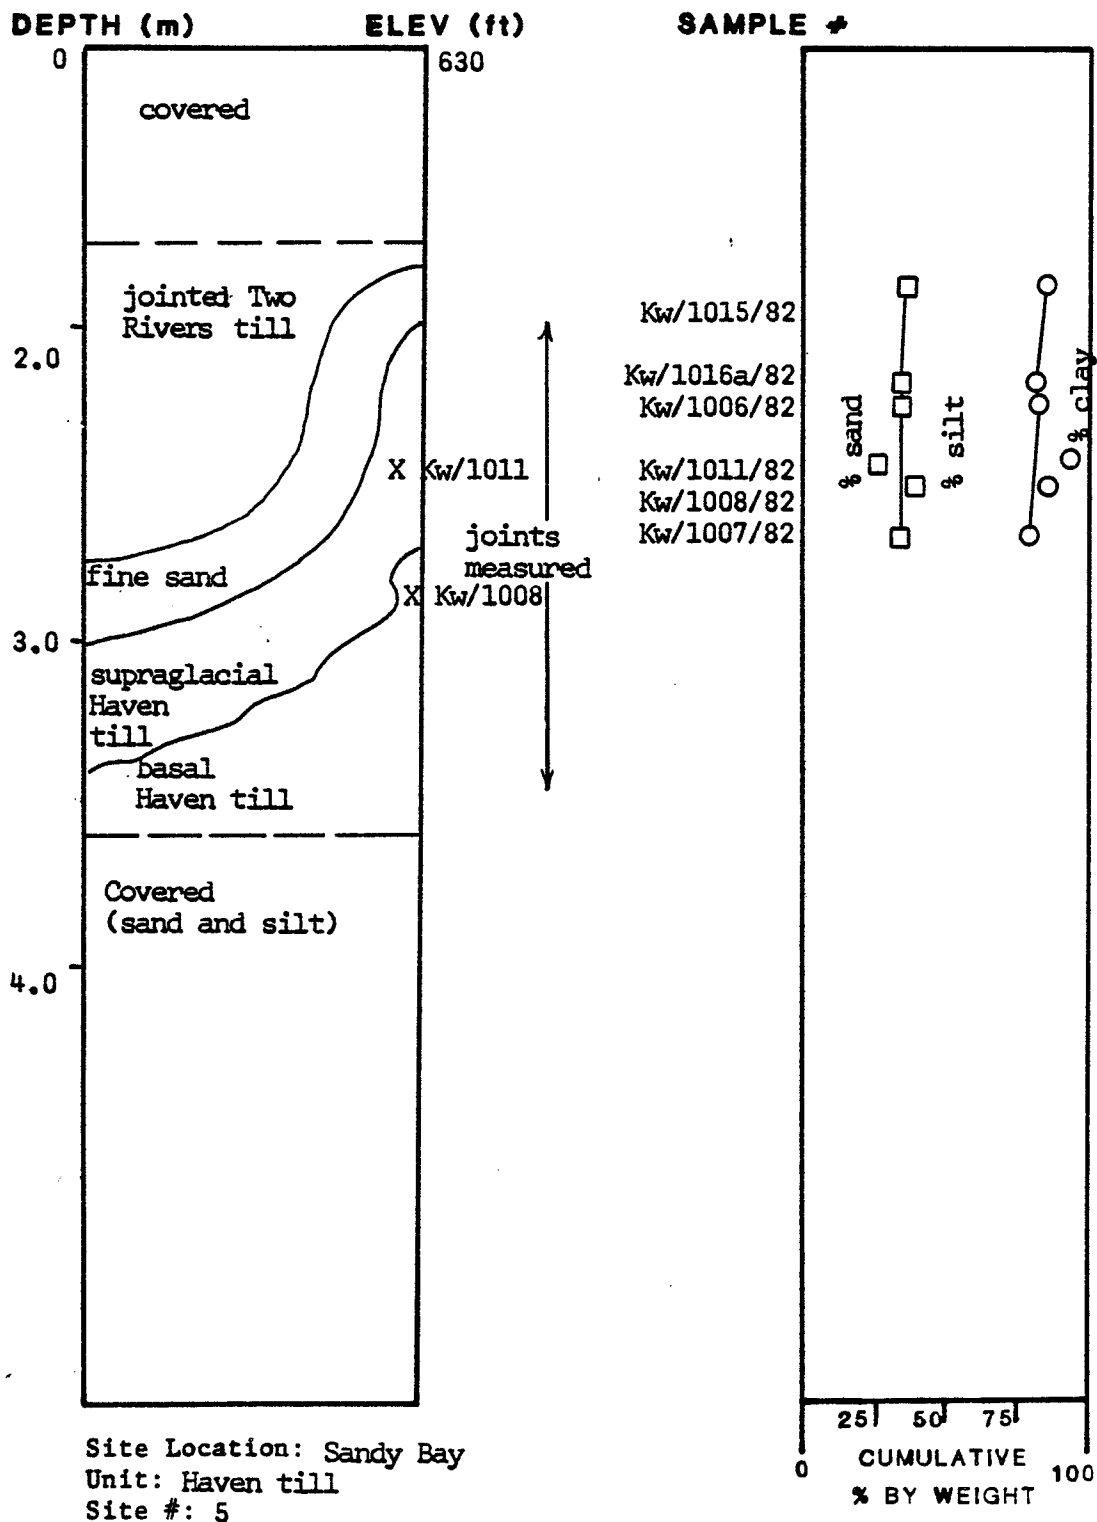 DEPTH (m) ELEV (ft) SAMPLE #
0 630
covered
jointed Two
Rivers till
2.0
Kw/1015/82
Kw/1016a/82
Kw/1006/82
Kw/1011/82
Kw/1008/82
Kw/1007/82
% sand
% silt
% clay
X Kw/1011
joints
measured
fine sand
X Kw/1008
3.0
supraglacial
Haven
till
basal
Haven till
Covered
(sand and silt)
4.0
25 50 75
0 CUMULATIVE 100
% BY WEIGHT
Site Location: Sandy Bay
Unit: Haven till
Site #: 5